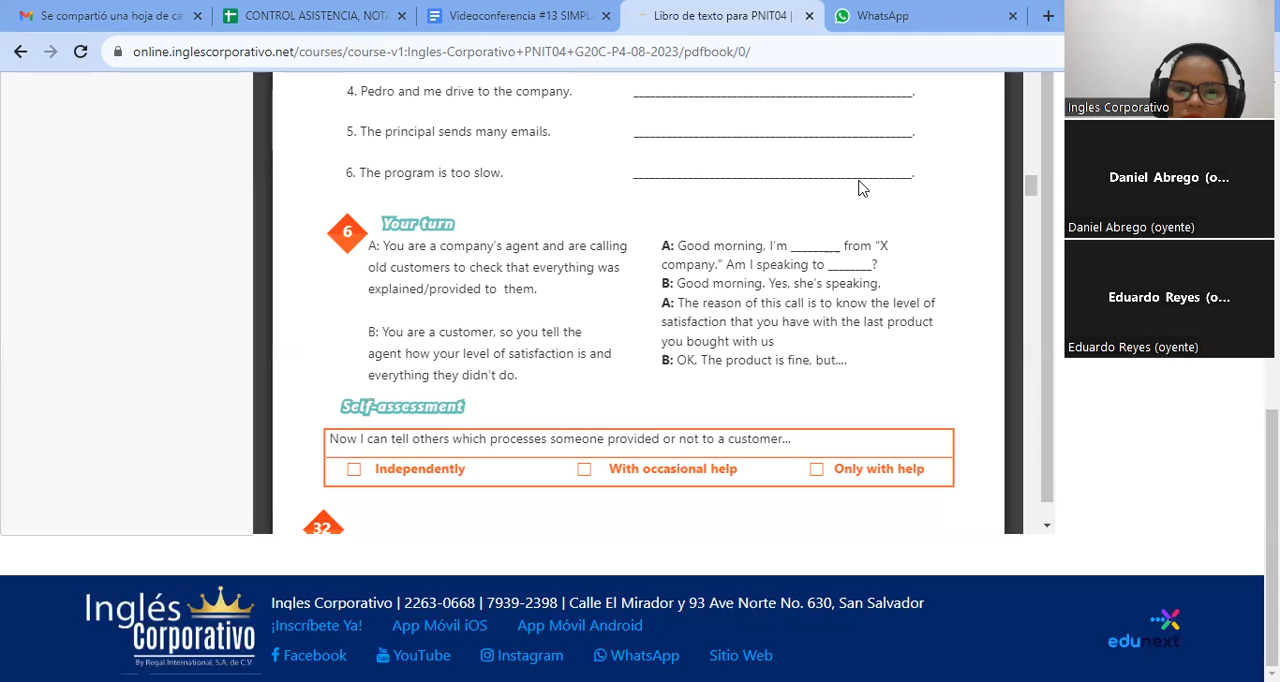 Se compartió una hoja de cá
CONTROL ASISTENCIA, NOTA
Videoconferencia #13 SIMPL
Libro de texto para PNIT04 |
WhatsApp
online.inglescorporativo.net/courses/course-v1:Ingles-Corporativo+PNIT04+G20C-P4-08-2023/pdfbook/0/
4. Pedro and me drive to the company. ________________________________________.
5. The principal sends many emails. ________________________________________.
6. The program is too slow. ________________________________________.
6 Your turn
A: You are a company's agent and are calling
old customers to check that everything was
explained/provided to them.
B: You are a customer, so you tell the
agent how your level of satisfaction is and
everything they didn't do.
A: Good morning, I'm ________ from "X
company." Am I speaking to _______?
B: Good morning. Yes, she's speaking.
A: The reason of this call is to know the level of
satisfaction that you have with the last product
you bought with us
B: OK. The product is fine, but....
Self-assessment
Now I can tell others which processes someone provided or not to a customer...
Independently With occasional help Only with help
32
Ingles Corporativo
Daniel Abrego (o...
Daniel Abrego (oyente)
Eduardo Reyes (o...
Eduardo Reyes (oyente)
Inglés
Corporativo
By Regal International, S.A. de C.V.
Ingles Corporativo | 2263-0668 | 7939-2398 | Calle El Mirador y 93 Ave Norte No. 630, San Salvador
¡Inscríbete Ya! App Móvil iOS App Móvil Android
Facebook YouTube Instagram WhatsApp Sitio Web
edunext